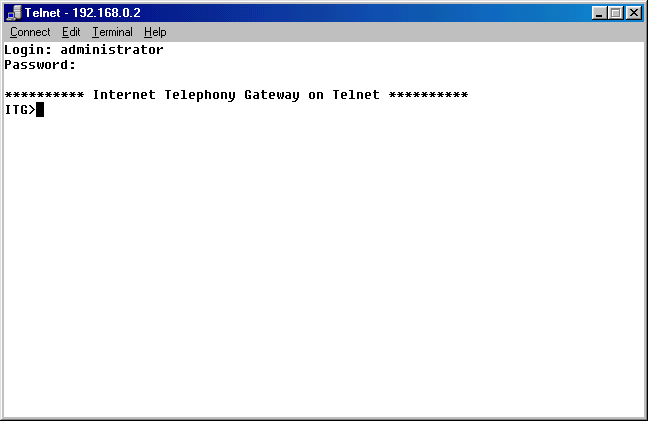 Telnet - 192.168.0.2
Connect Edit Terminal Help
Login: administrator
Password:
********** Internet Telephony Gateway on Telnet **********
ITG>